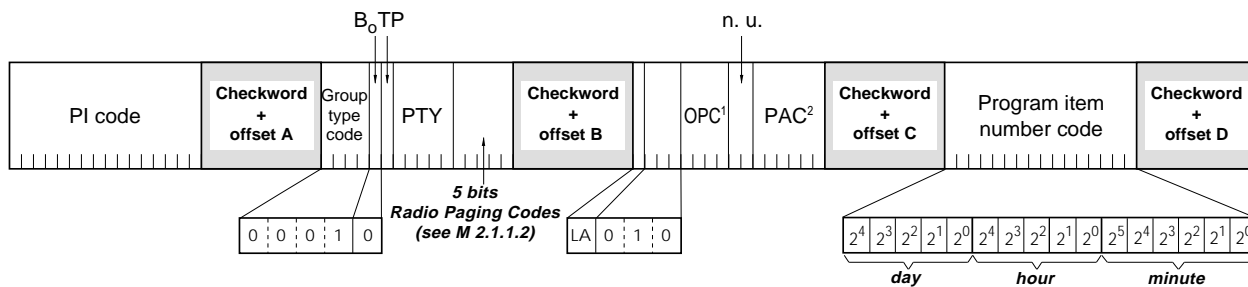 B₀ TP
n. u.
PI code
Checkword
+
offset A
Group
type
code
PTY
Checkword
+
offset B
OPC¹
PAC²
Checkword
+
offset C
Program item
number code
Checkword
+
offset D
5 bits
Radio Paging Codes
(see M 2.1.1.2)
0 0 0 1 0
LA 0 1 0
2⁴ 2³ 2² 2¹ 2⁰ 2⁴ 2³ 2² 2¹ 2⁰ 2⁵ 2⁴ 2³ 2² 2¹ 2⁰
day hour minute